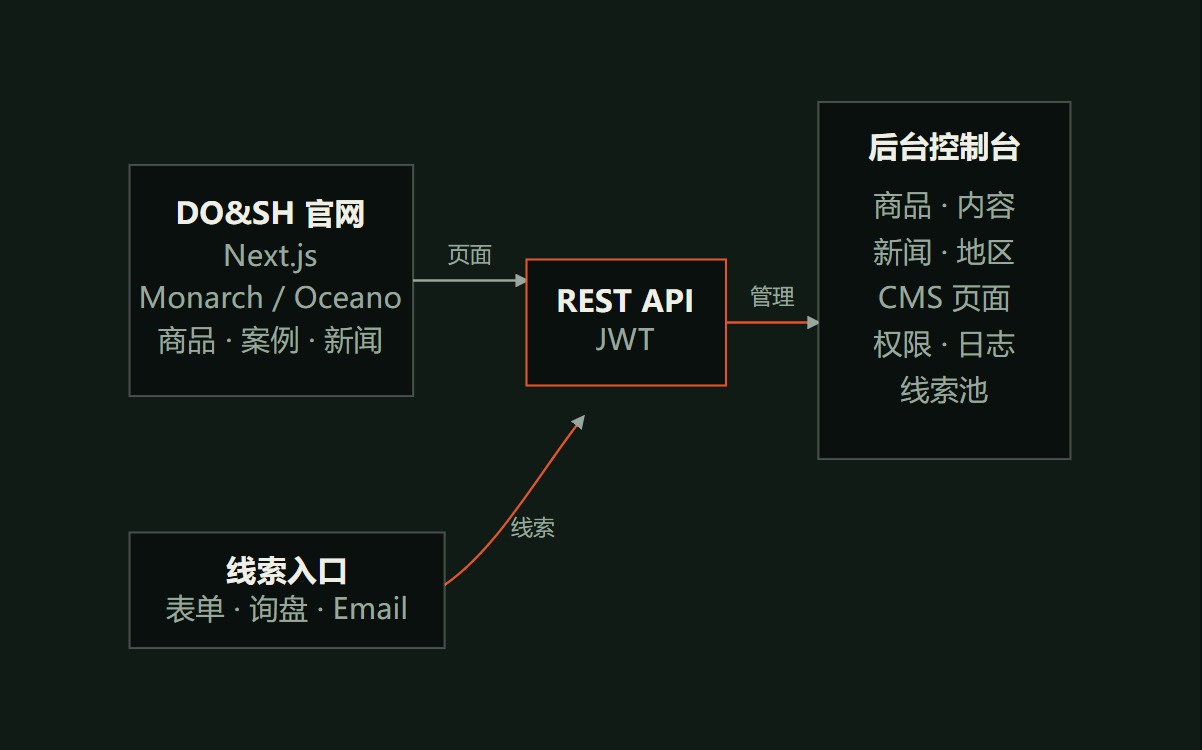 DO&SH 官网
Next.js
Monarch / Oceano
商品 · 案例 · 新闻
页面
REST API
JWT
管理
后台控制台
商品 · 内容
新闻 · 地区
CMS 页面
权限 · 日志
线索池
线索
线索入口
表单 · 询盘 · Email